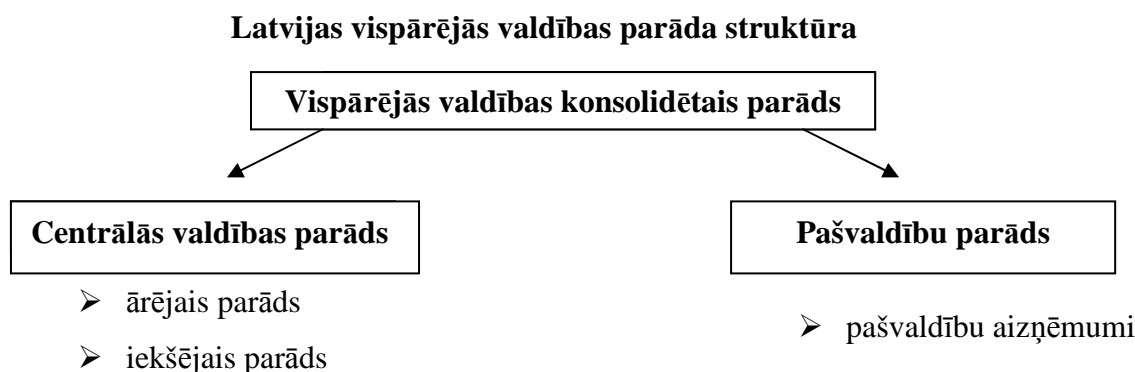 Latvijas vispārējās valdības parāda struktūra
Vispārējās valdības konsolidētais parāds
Centrālās valdības parāds
➢ ārējais parāds
➢ iekšējais parāds
Pašvaldību parāds
➢ pašvaldību aizņēmumi